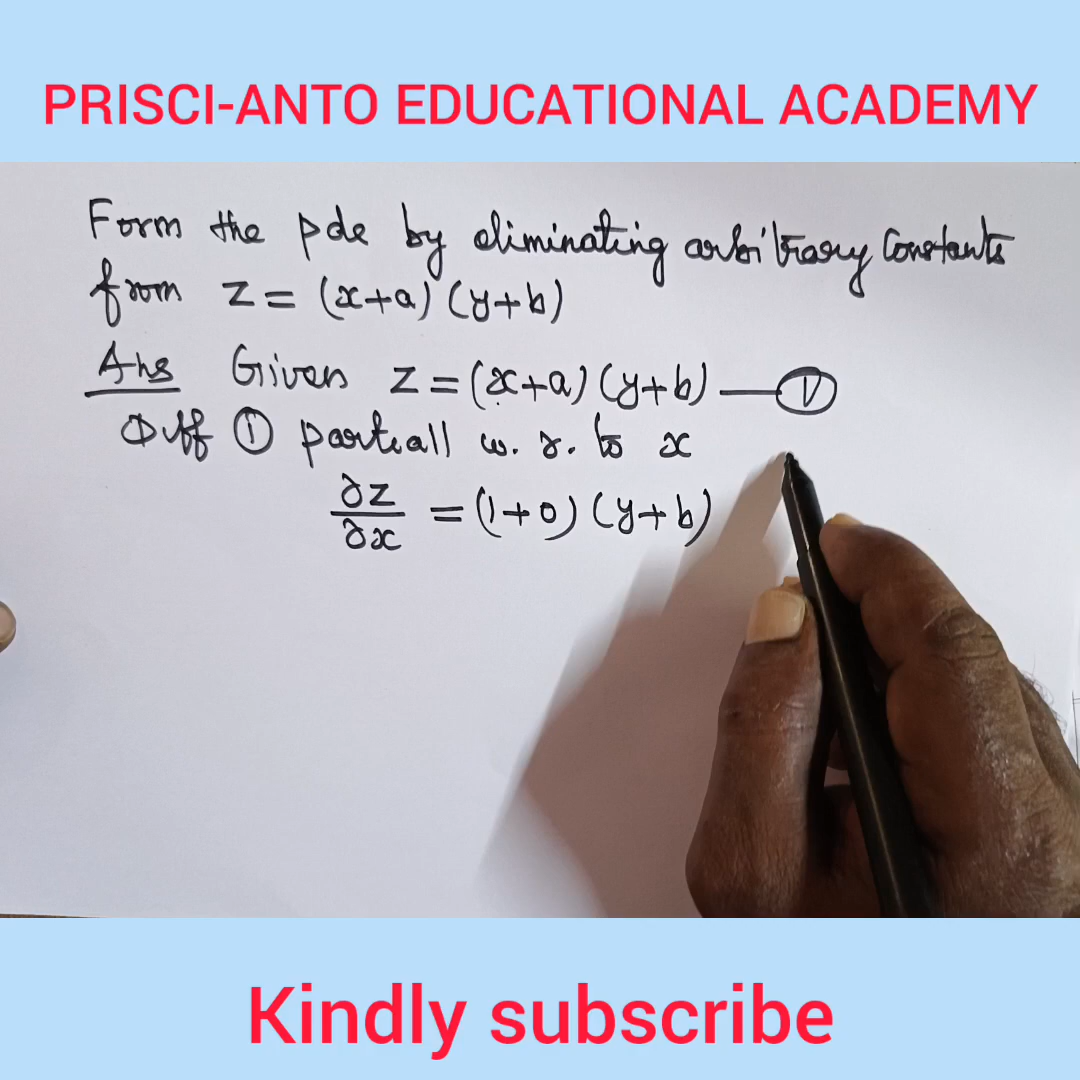 PRISCI-ANTO EDUCATIONAL ACADEMY
Form the pde by eliminating arbitrary constants
from z = (x+a) (y+b)
Ans Given z = (x+a) (y+b) — ①
Diff ① partiall w. r. to x
∂z/∂x = (1+0) (y+b)
Kindly subscribe